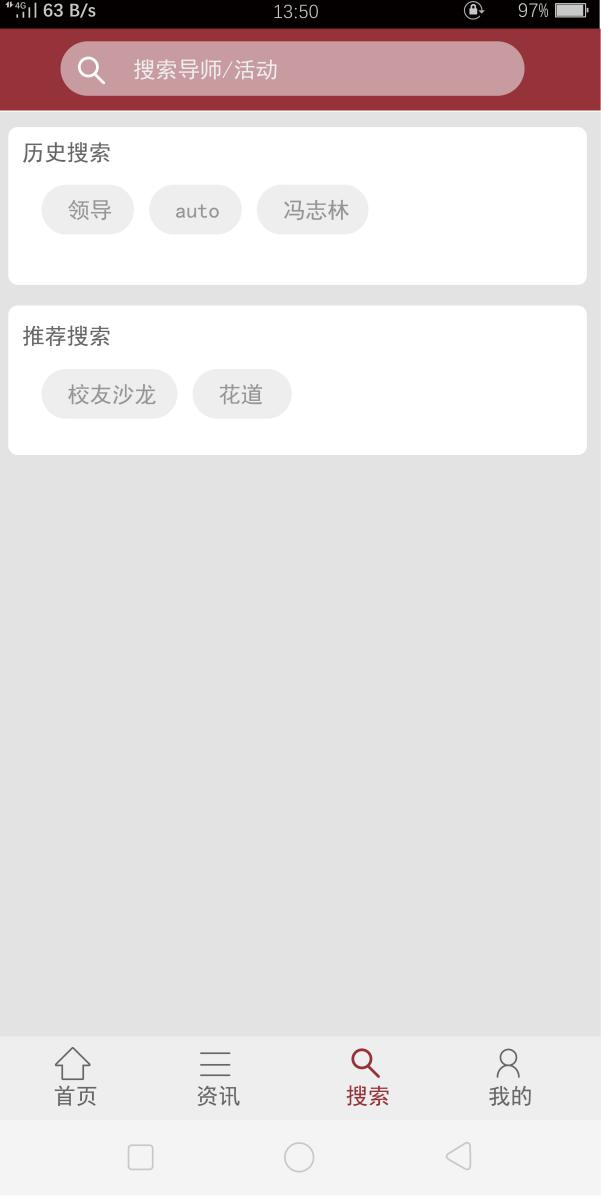 4G 63 B/s 13:50 97%
搜索导师/活动
历史搜索
领导 auto 冯志林
推荐搜索
校友沙龙 花道
首页 资讯 搜索 我的